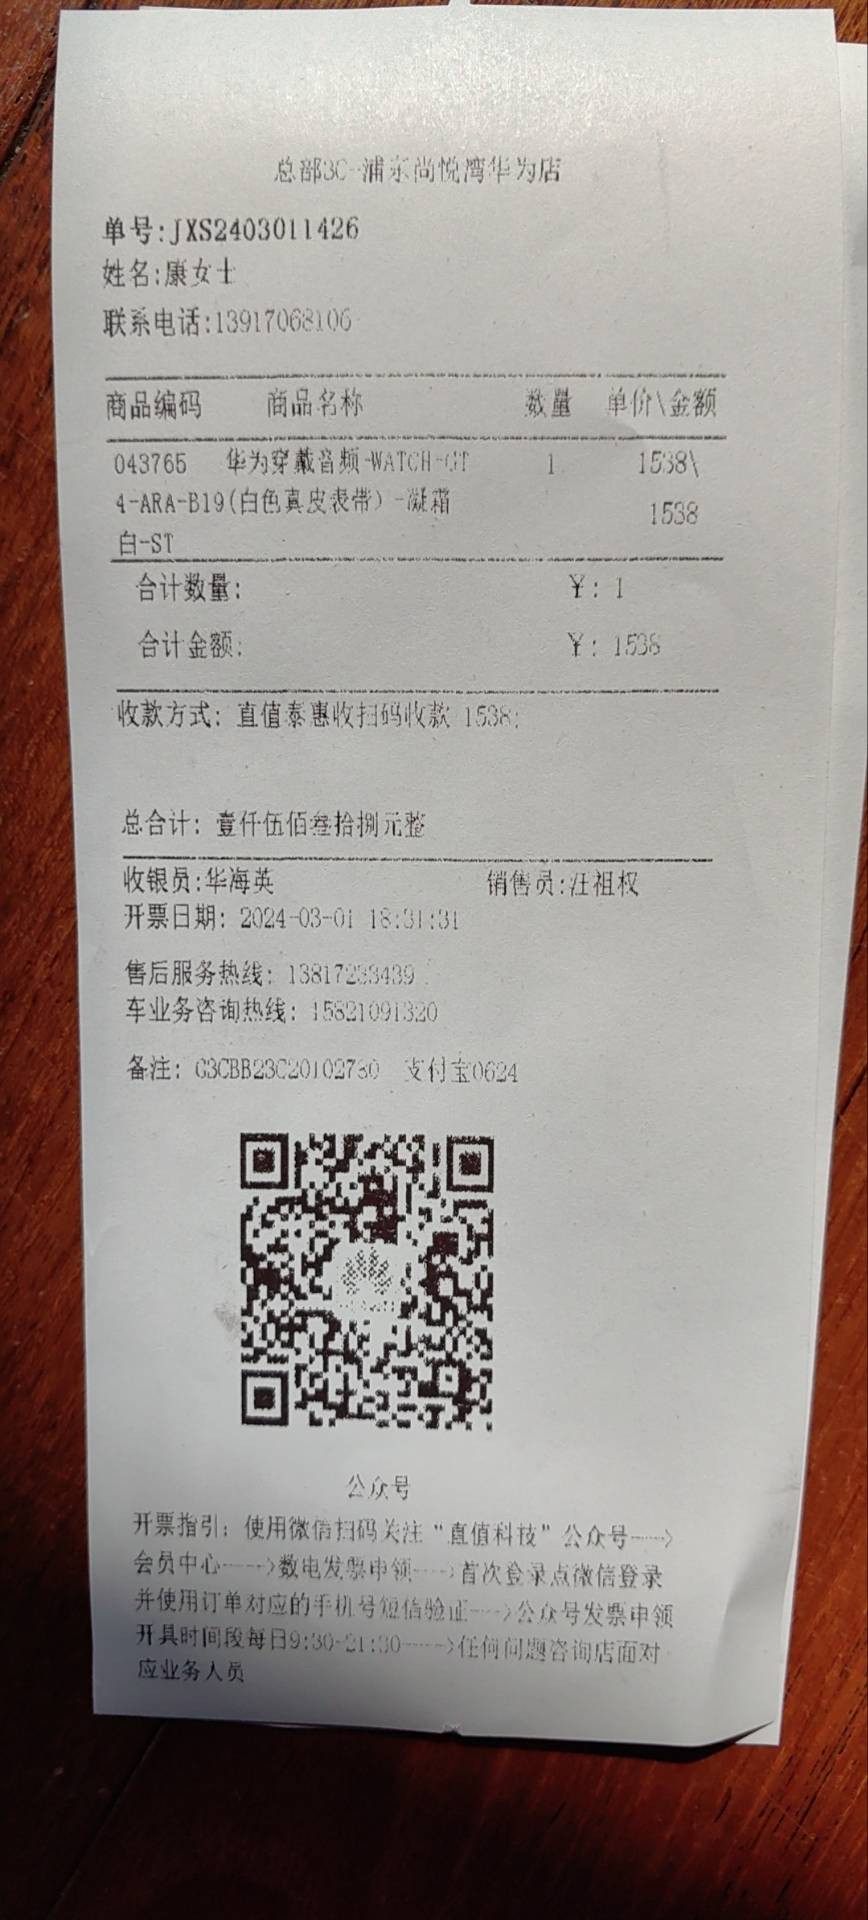 总部3C-浦东尚悦湾华为店
单号:JXS2403011426
姓名:康女士
联系电话:13917068106
商品编码 商品名称 数量 单价\金额
043765 华为穿戴音频-WATCH-GT 1 1538\
4-ARA-B19(白色真皮表带）-凝霜 1538
白-ST
合计数量: ￥: 1
合计金额: ￥: 1538
收款方式: 直值泰惠收扫码收款 1538;
总合计: 壹仟伍佰叁拾捌元整
收银员:华海英 销售员:汪祖权
开票日期: 2024-03-01 18:31:31
售后服务热线: 13817233439
车业务咨询热线: 15821091320
备注: G3CBB23C20102780 支付宝0624
公众号
开票指引: 使用微信扫码关注“直值科技”公众号---->
会员中心---->数电发票申领---->首次登录点微信登录
并使用订单对应的手机号短信验证---->公众号发票申领
开具时间段每日9:30-21:30---->任何问题咨询店面对
应业务人员